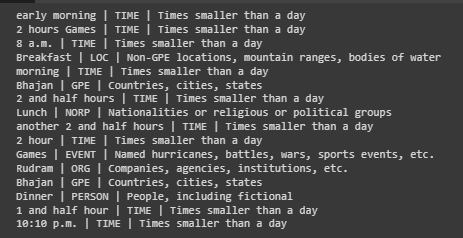 early morning | TIME | Times smaller than a day
2 hours Games | TIME | Times smaller than a day
8 a.m. | TIME | Times smaller than a day
Breakfast | LOC | Non-GPE locations, mountain ranges, bodies of water
morning | TIME | Times smaller than a day
Bhajan | GPE | Countries, cities, states
2 and half hours | TIME | Times smaller than a day
Lunch | NORP | Nationalities or religious or political groups
another 2 and half hours | TIME | Times smaller than a day
2 hour | TIME | Times smaller than a day
Games | EVENT | Named hurricanes, battles, wars, sports events, etc.
Rudram | ORG | Companies, agencies, institutions, etc.
Bhajan | GPE | Countries, cities, states
Dinner | PERSON | People, including fictional
1 and half hour | TIME | Times smaller than a day
10:10 p.m. | TIME | Times smaller than a day